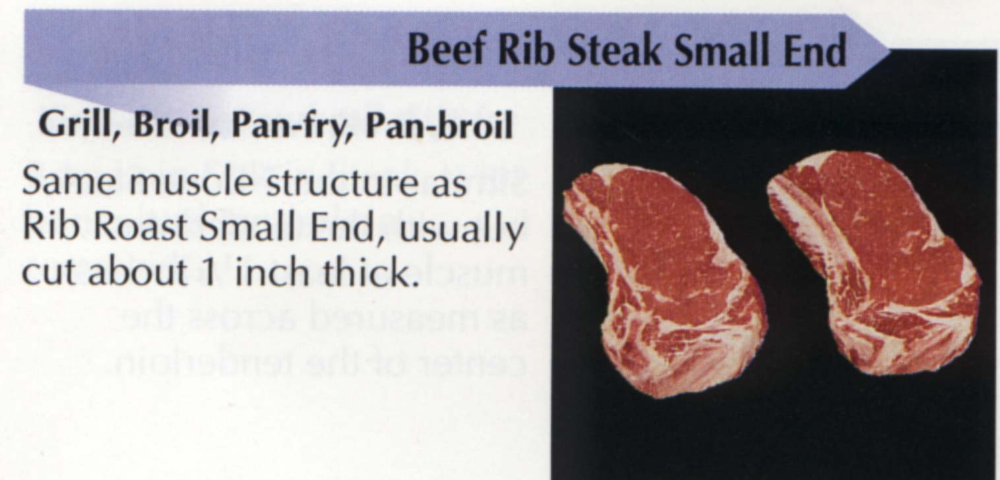 Beef Rib Steak Small End
Grill, Broil, Pan-fry, Pan-broil
Same muscle structure as
Rib Roast Small End, usually
cut about 1 inch thick.